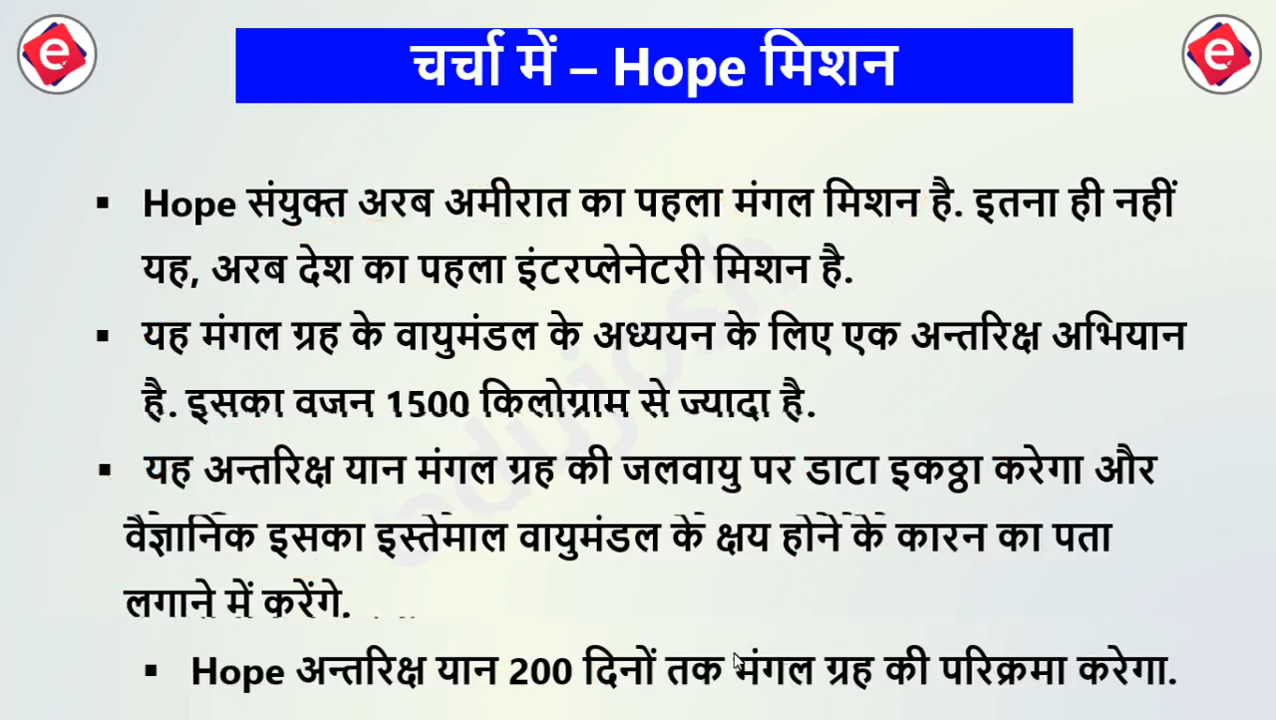 चर्चा में – Hope मिशन
▪ Hope संयुक्त अरब अमीरात का पहला मंगल मिशन है. इतना ही नहीं
यह, अरब देश का पहला इंटरप्लेनेटरी मिशन है.
▪ यह मंगल ग्रह के वायुमंडल के अध्ययन के लिए एक अन्तरिक्ष अभियान
है. इसका वजन 1500 किलोग्राम से ज्यादा है.
▪ यह अन्तरिक्ष यान मंगल ग्रह की जलवायु पर डाटा इकठ्ठा करेगा और
वैज्ञानिक इसका इस्तेमाल वायुमंडल के क्षय होने के कारन का पता
लगाने में करेंगे.
▪ Hope अन्तरिक्ष यान 200 दिनों तक मंगल ग्रह की परिक्रमा करेगा.
edujosh